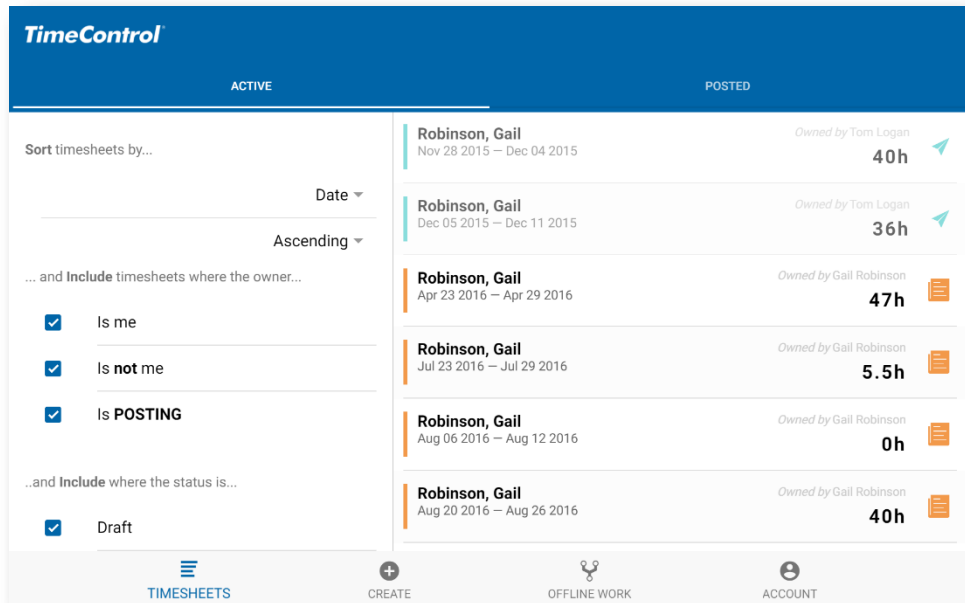 TimeControl
ACTIVE
POSTED
Sort timesheets by...
Date
Ascending
... and Include timesheets where the owner...
Is me
Is not me
Is POSTING
..and Include where the status is...
Draft
Robinson, Gail
Nov 28 2015 — Dec 04 2015
Owned by Tom Logan
40h
Robinson, Gail
Dec 05 2015 — Dec 11 2015
Owned by Tom Logan
36h
Robinson, Gail
Apr 23 2016 — Apr 29 2016
Owned by Gail Robinson
47h
Robinson, Gail
Jul 23 2016 — Jul 29 2016
Owned by Gail Robinson
5.5h
Robinson, Gail
Aug 06 2016 — Aug 12 2016
Owned by Gail Robinson
0h
Robinson, Gail
Aug 20 2016 — Aug 26 2016
Owned by Gail Robinson
40h
TIMESHEETS
CREATE
OFFLINE WORK
ACCOUNT